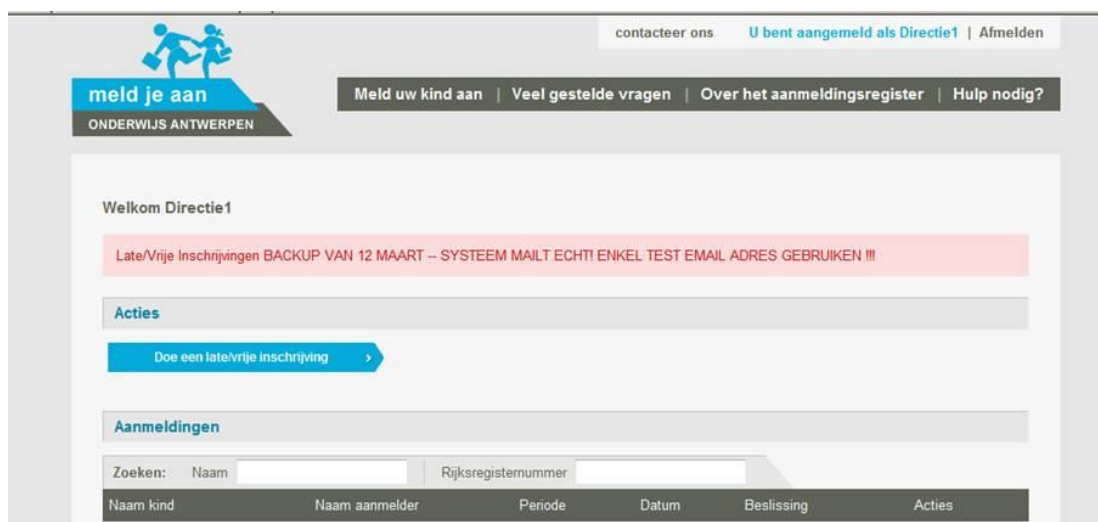 contacteer ons U bent aangemeld als Directie1 | Afmelden
meld je aan
ONDERWIJS ANTWERPEN
Meld uw kind aan | Veel gestelde vragen | Over het aanmeldingsregister | Hulp nodig?
Welkom Directie1
Late/Vrije Inschrijvingen BACKUP VAN 12 MAART -- SYSTEEM MAILT ECHT! ENKEL TEST EMAIL ADRES GEBRUIKEN !!!
Acties
Doe een late/vrije inschrijving ›
Aanmeldingen
Zoeken: Naam Rijksregisternummer
Naam kind Naam aanmelder Periode Datum Beslissing Acties